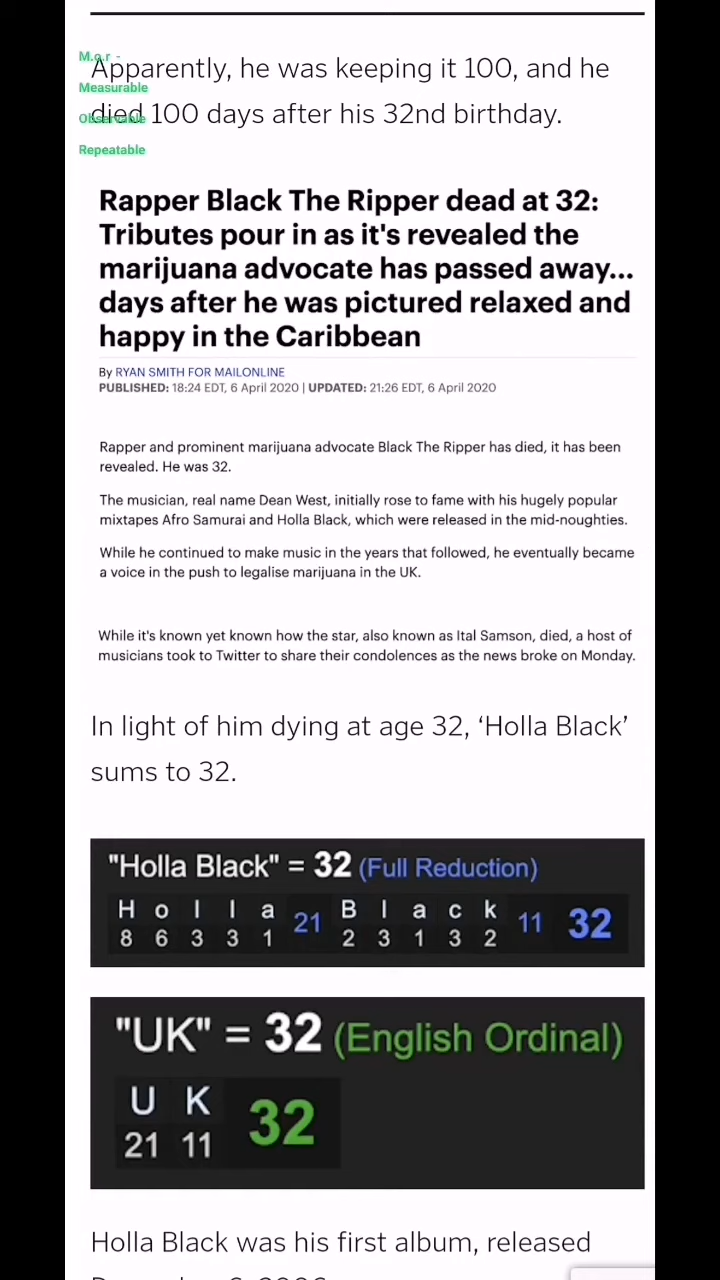 M.o.r -
Apparently, he was keeping it 100, and he
Measurable
died 100 days after his 32nd birthday.
Observable
Repeatable
Rapper Black The Ripper dead at 32:
Tributes pour in as it's revealed the
marijuana advocate has passed away...
days after he was pictured relaxed and
happy in the Caribbean
By RYAN SMITH FOR MAILONLINE
PUBLISHED: 18:24 EDT, 6 April 2020 | UPDATED: 21:26 EDT, 6 April 2020
Rapper and prominent marijuana advocate Black The Ripper has died, it has been
revealed. He was 32.
The musician, real name Dean West, initially rose to fame with his hugely popular
mixtapes Afro Samurai and Holla Black, which were released in the mid-noughties.
While he continued to make music in the years that followed, he eventually became
a voice in the push to legalise marijuana in the UK.
While it's known yet known how the star, also known as Ital Samson, died, a host of
musicians took to Twitter to share their condolences as the news broke on Monday.
In light of him dying at age 32, ‘Holla Black’
sums to 32.
"Holla Black" = 32 (Full Reduction)
H o l l a 21 B l a c k 11 32
8 6 3 3 1 2 3 1 3 2
"UK" = 32 (English Ordinal)
U K 32
21 11
Holla Black was his first album, released